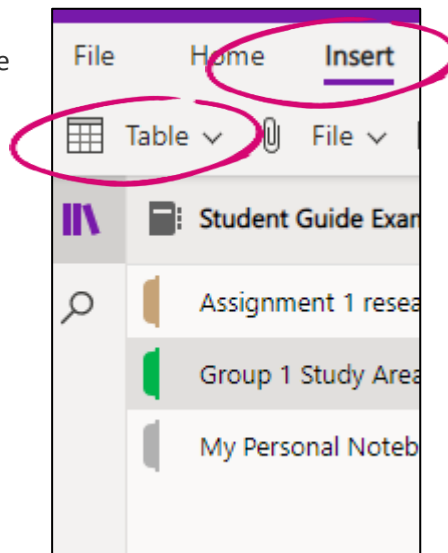 e
File Home Insert
Table File
Student Guide Exam
Assignment 1 resea
Group 1 Study Area
My Personal Noteb